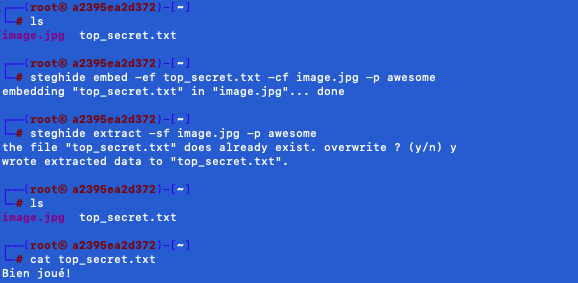 ┌──(root㉿ a2395ea2d372)-[~]
└─# ls
image.jpg  top_secret.txt
┌──(root㉿ a2395ea2d372)-[~]
└─# steghide embed -ef top_secret.txt -cf image.jpg -p awesome
embedding "top_secret.txt" in "image.jpg"... done
┌──(root㉿ a2395ea2d372)-[~]
└─# steghide extract -sf image.jpg -p awesome
the file "top_secret.txt" does already exist. overwrite ? (y/n) y
wrote extracted data to "top_secret.txt".
┌──(root㉿ a2395ea2d372)-[~]
└─# ls
image.jpg  top_secret.txt
┌──(root㉿ a2395ea2d372)-[~]
└─# cat top_secret.txt
Bien joué!